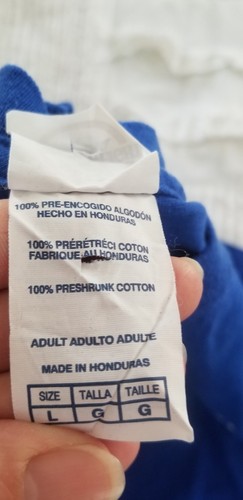 100% PRE-ENCOGIDO ALGODÓN
HECHO EN HONDURAS
100% PRÉRÉTRÉCI COTON
FABRIQUE AU HONDURAS
100% PRESHRUNK COTTON
ADULT ADULTO ADULTE
MADE IN HONDURAS
SIZE TALLA TAILLE
L G G